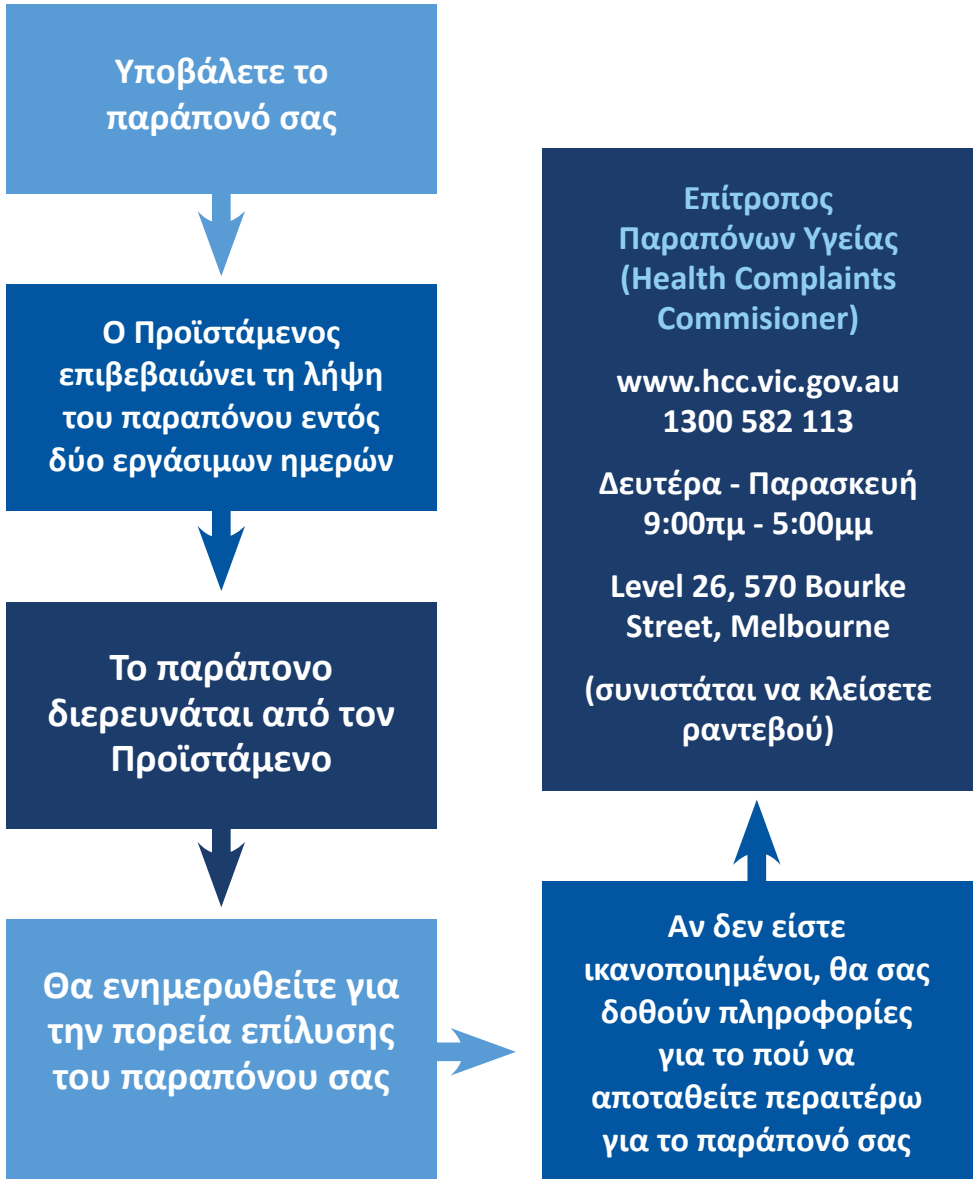 Υποβάλετε το
παράπονό σας
Ο Προϊστάμενος
επιβεβαιώνει τη λήψη
του παραπόνου εντός
δύο εργάσιμων ημερών
Το παράπονο
διερευνάται από τον
Προϊστάμενο
Θα ενημερωθείτε για
την πορεία επίλυσης
του παραπόνου σας
Αν δεν είστε
ικανοποιημένοι, θα σας
δοθούν πληροφορίες
για το πού να
αποταθείτε περαιτέρω
για το παράπονό σας
Επίτροπος
Παραπόνων Υγείας
(Health Complaints
Commisioner)
www.hcc.vic.gov.au
1300 582 113
Δευτέρα - Παρασκευή
9:00πμ - 5:00μμ
Level 26, 570 Bourke
Street, Melbourne
(συνιστάται να κλείσετε
ραντεβού)